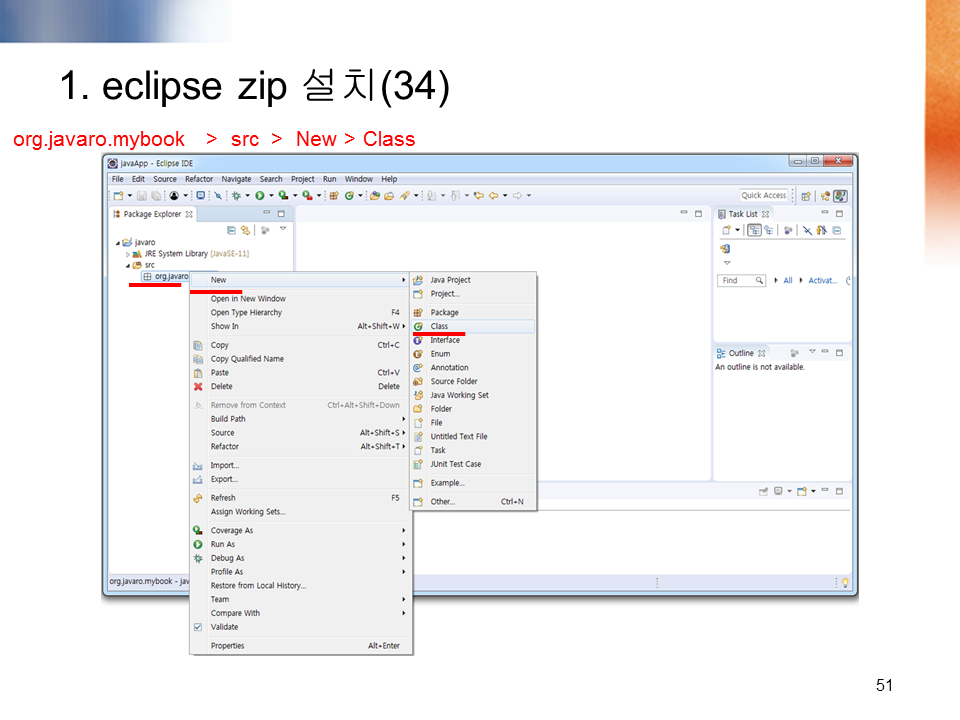 1. eclipse zip 설치(34)
org.javaro.mybook > src > New > Class
javaApp - Eclipse IDE
File Edit Source Refactor Navigate Search Project Run Window Help
Quick Access
Package Explorer
Task List
javaro
JRE System Library [JavaSE-11]
src
org.javaro
Find All Activat...
Outline
An outline is not available.
New
Open in New Window
Open Type Hierarchy F4
Show In Alt+Shift+W
Copy Ctrl+C
Copy Qualified Name
Paste Ctrl+V
Delete Delete
Remove from Context Ctrl+Alt+Shift+Down
Build Path
Source Alt+Shift+S
Refactor Alt+Shift+T
Import...
Export...
Refresh F5
Assign Working Sets...
Coverage As
Run As
Debug As
Profile As
Restore from Local History...
Team
Compare With
Validate
Properties Alt+Enter
Java Project
Project...
Package
Class
Interface
Enum
Annotation
Source Folder
Java Working Set
Folder
File
Untitled Text File
Task
JUnit Test Case
Example...
Other... Ctrl+N
org.javaro.mybook - jav
51